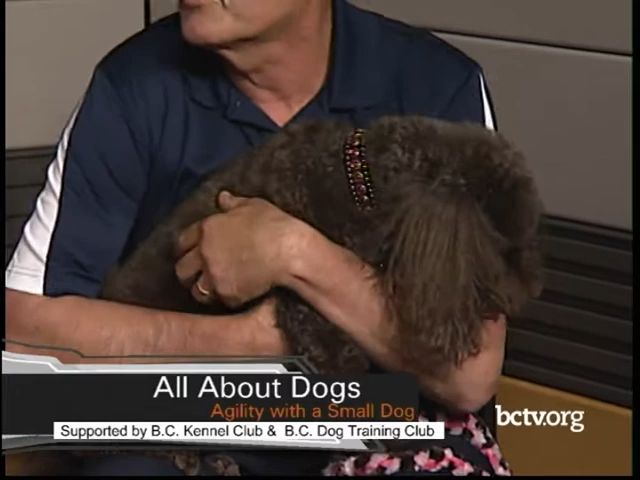 All About Dogs
Agility with a Small Dog
Supported by B.C. Kennel Club & B.C. Dog Training Club
bctv.org